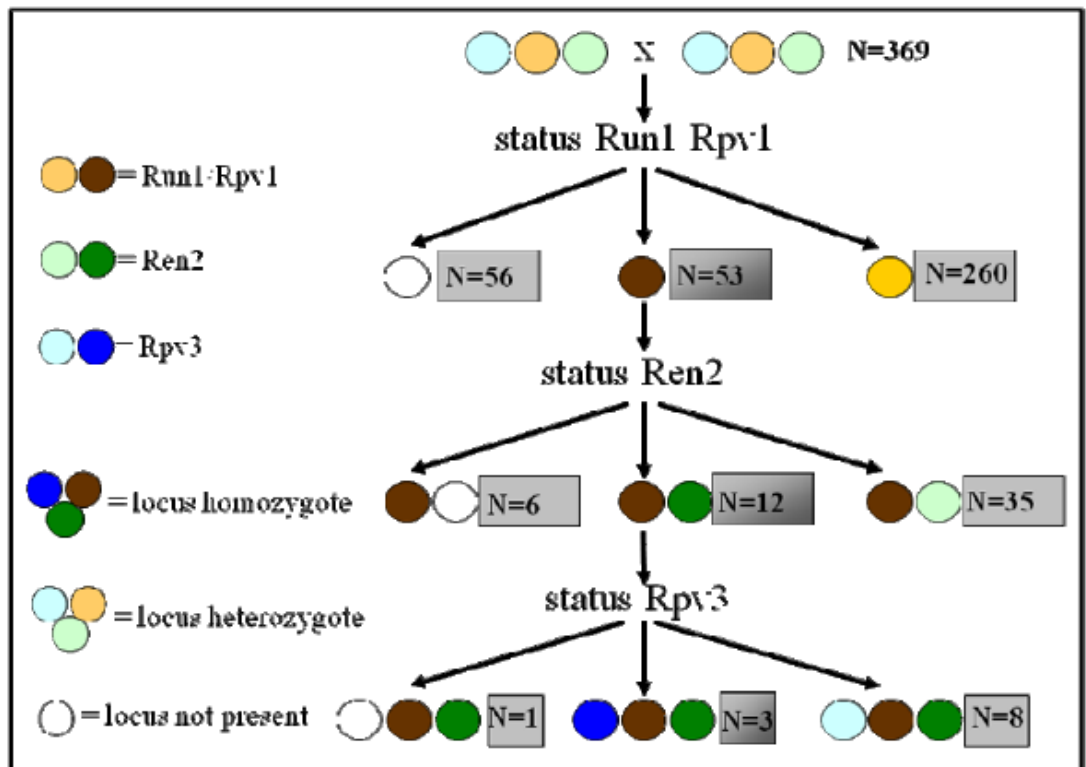 X N=369
status Run1 Rpv1
= Run1-Rpv1
= Ren2
= Rpv3
N=56 N=53 N=260
status Ren2
= locus homozygote
N=6 N=12 N=35
status Rpv3
= locus heterozygote
= locus not present
N=1 N=3 N=8